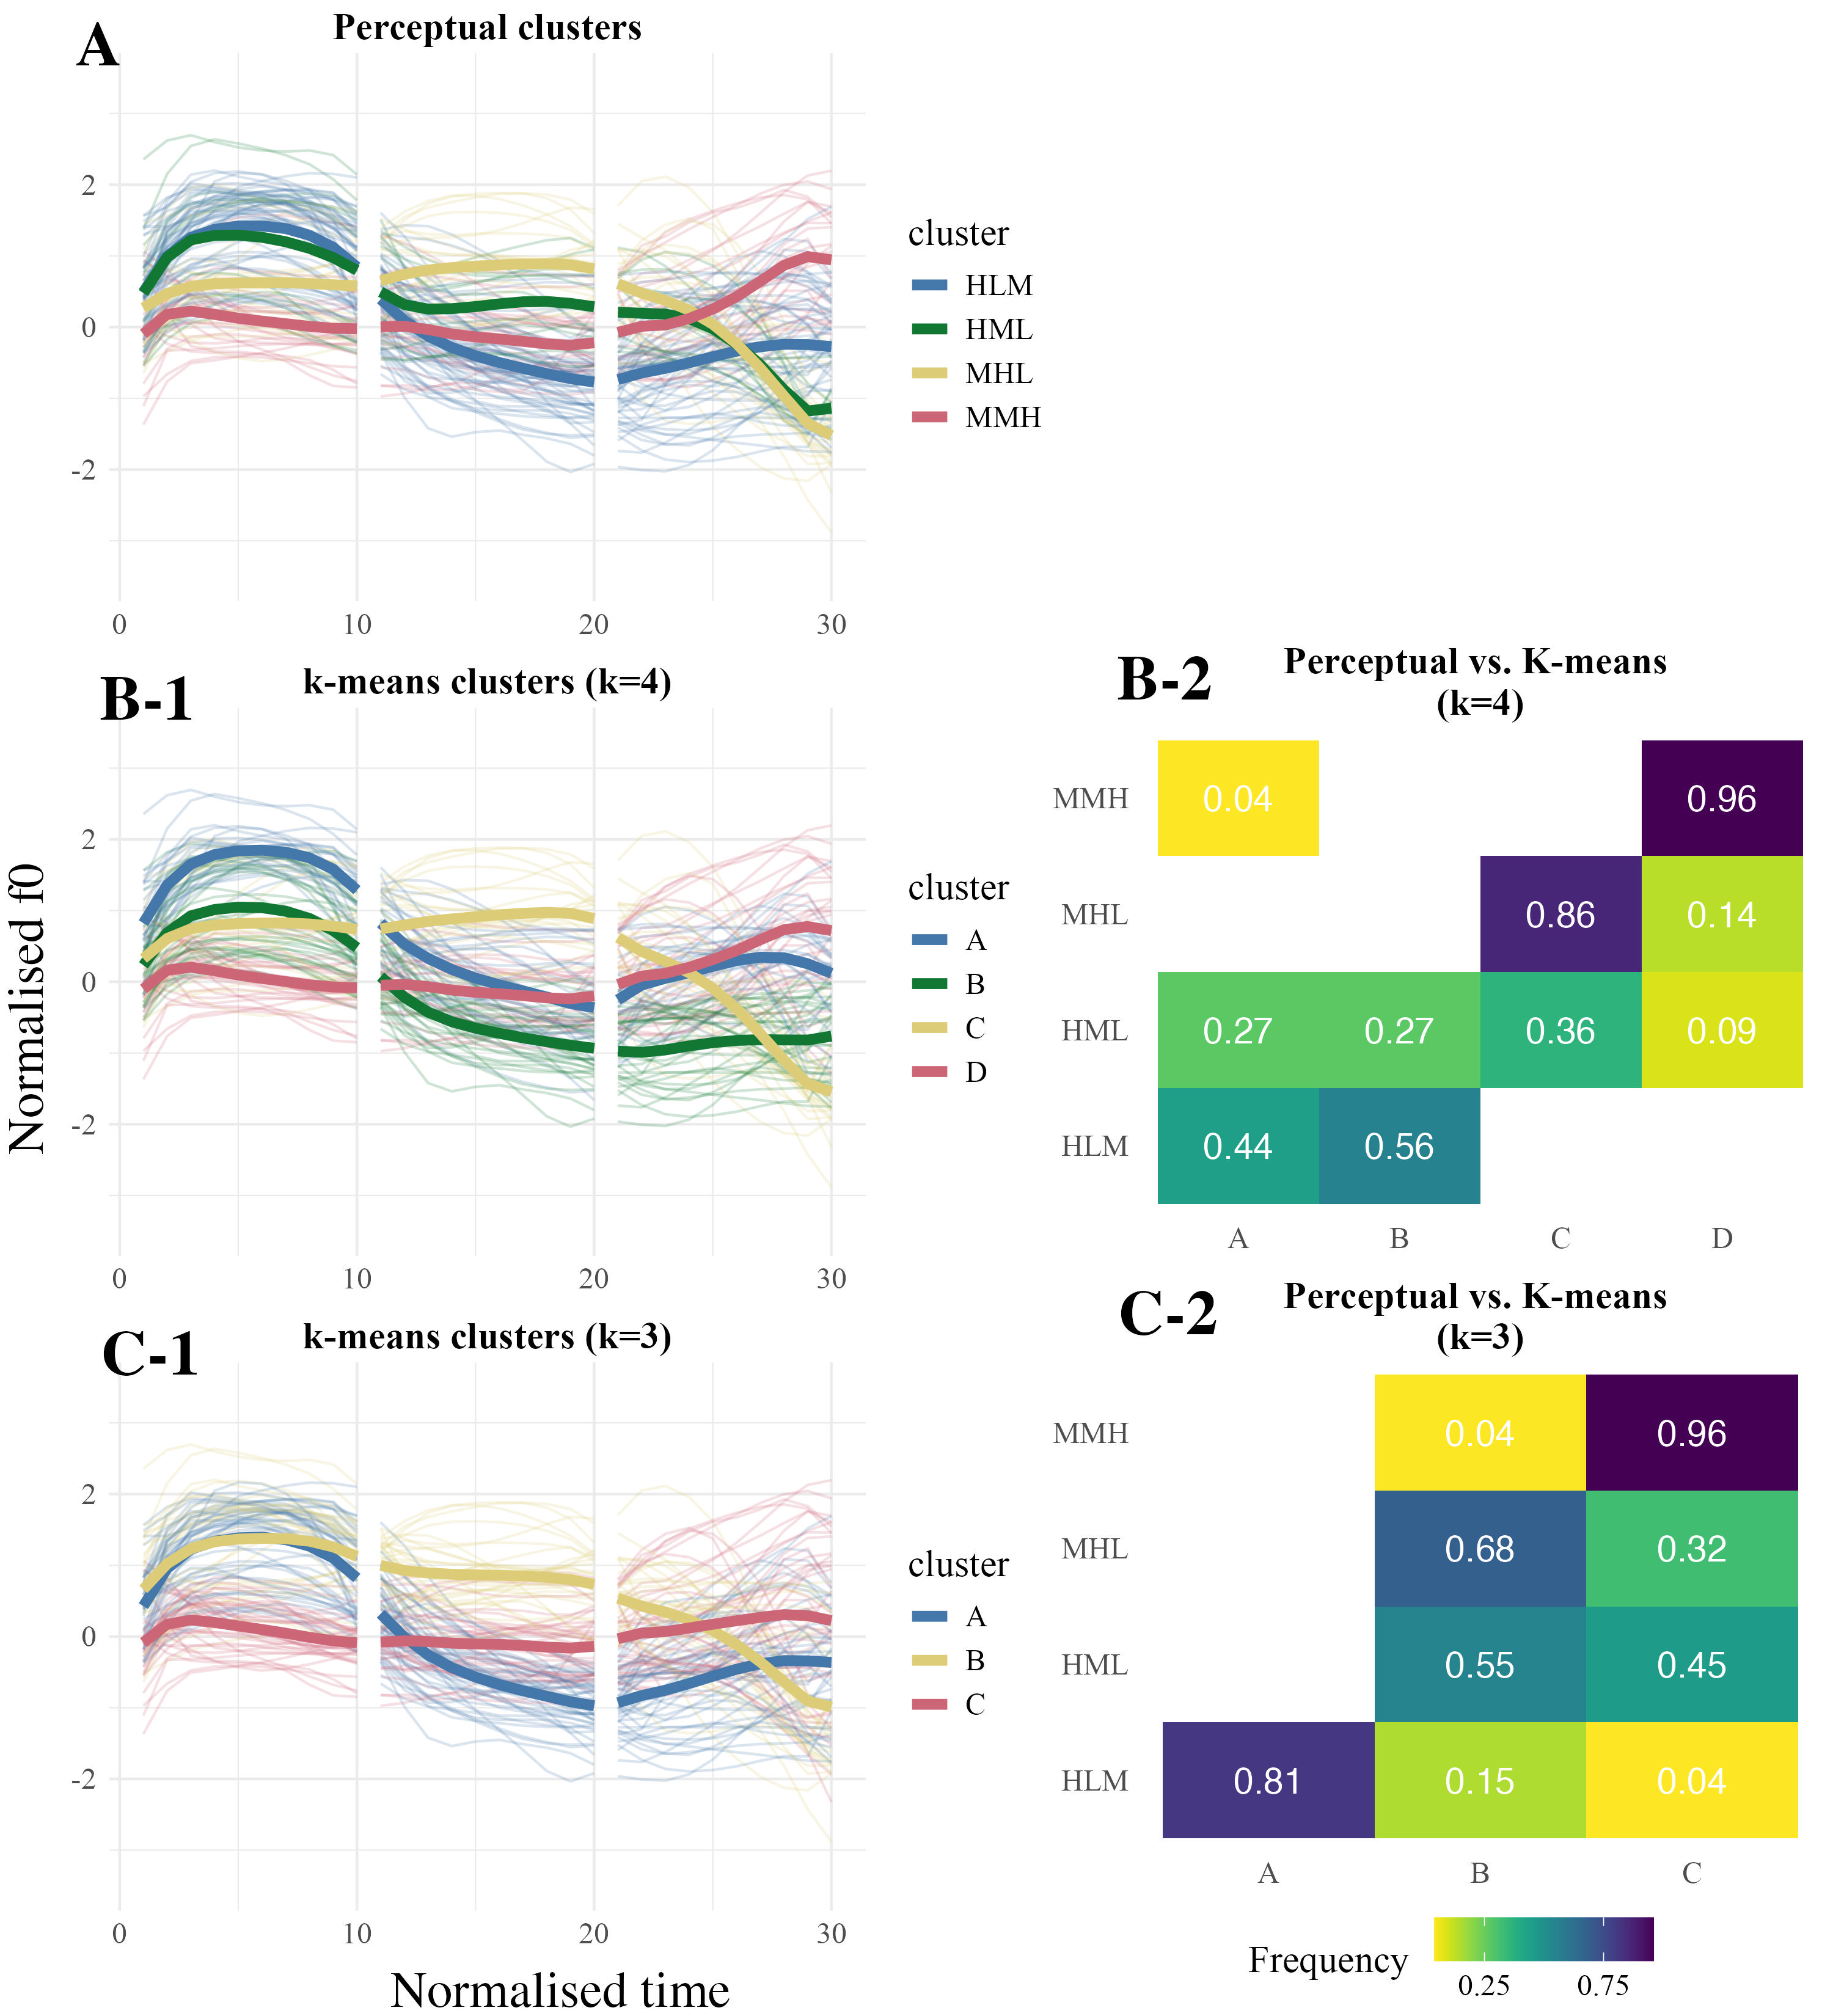 A
Perceptual clusters
2
0
-2
0 10 20 30
cluster
HLM
HML
MHL
MMH
B-1
k-means clusters (k=4)
Normalised f0
2
0
-2
0 10 20 30
cluster
A
B
C
D
B-2
Perceptual vs. K-means
(k=4)
MMH 0.04 0.96
MHL 0.86 0.14
HML 0.27 0.27 0.36 0.09
HLM 0.44 0.56
A B C D
C-1
k-means clusters (k=3)
2
0
-2
0 10 20 30
Normalised time
cluster
A
B
C
C-2
Perceptual vs. K-means
(k=3)
MMH 0.04 0.96
MHL 0.68 0.32
HML 0.55 0.45
HLM 0.81 0.15 0.04
A B C
Frequency
0.25 0.75